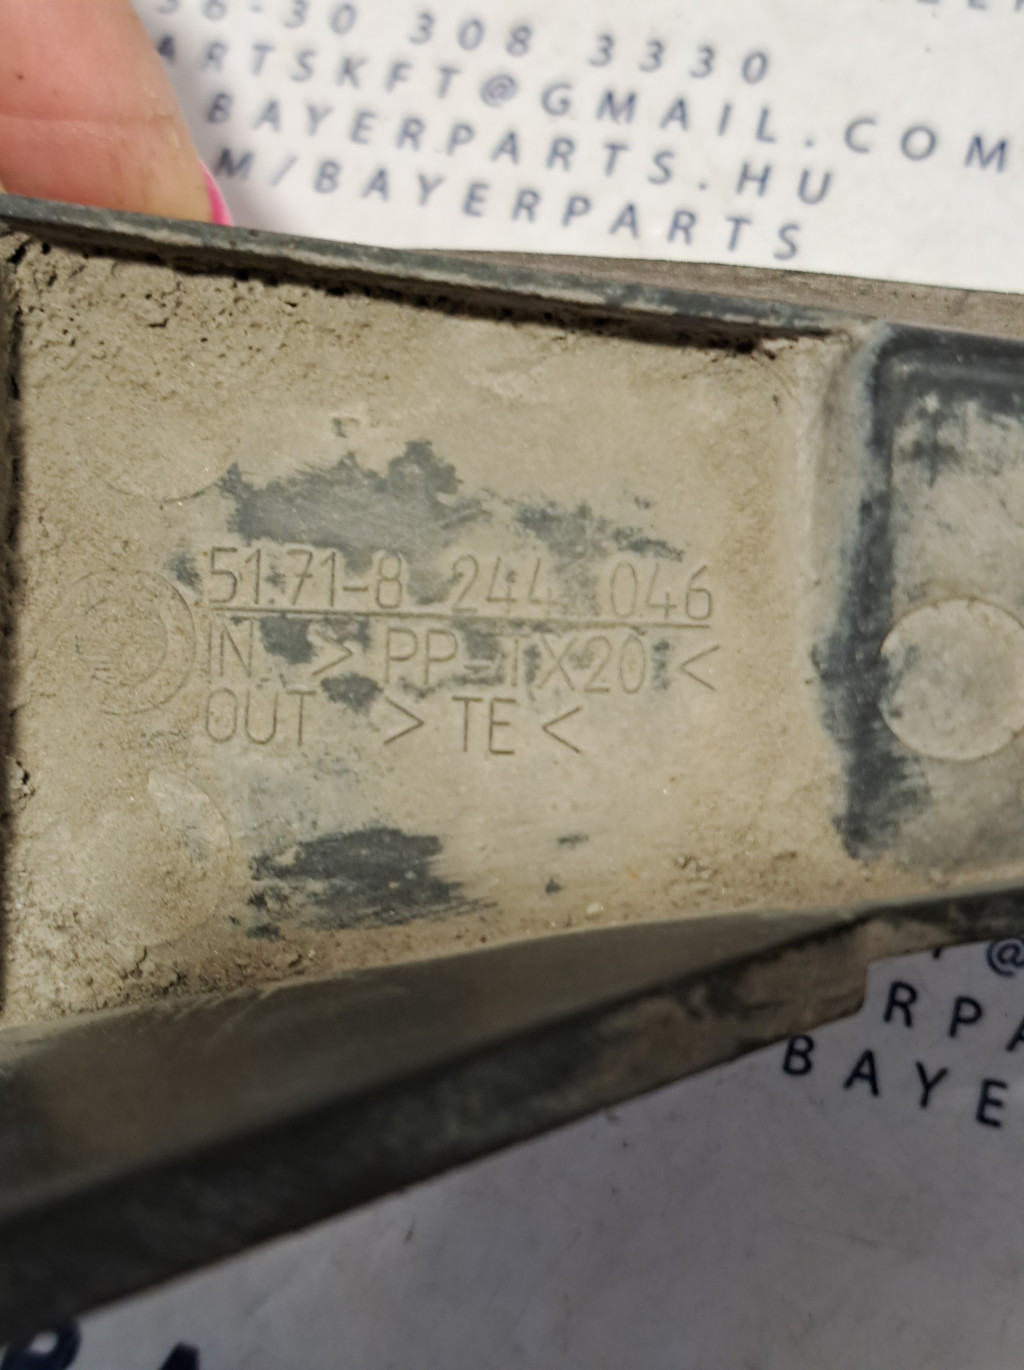 36-30 308 3330
ARTSKFT@GMAIL.COM
BAYERPARTS.HU
M/BAYERPARTS
51.71-8 244 046
IN > PP-TX20 <
OUT > TE <
@
RPA
BAYE